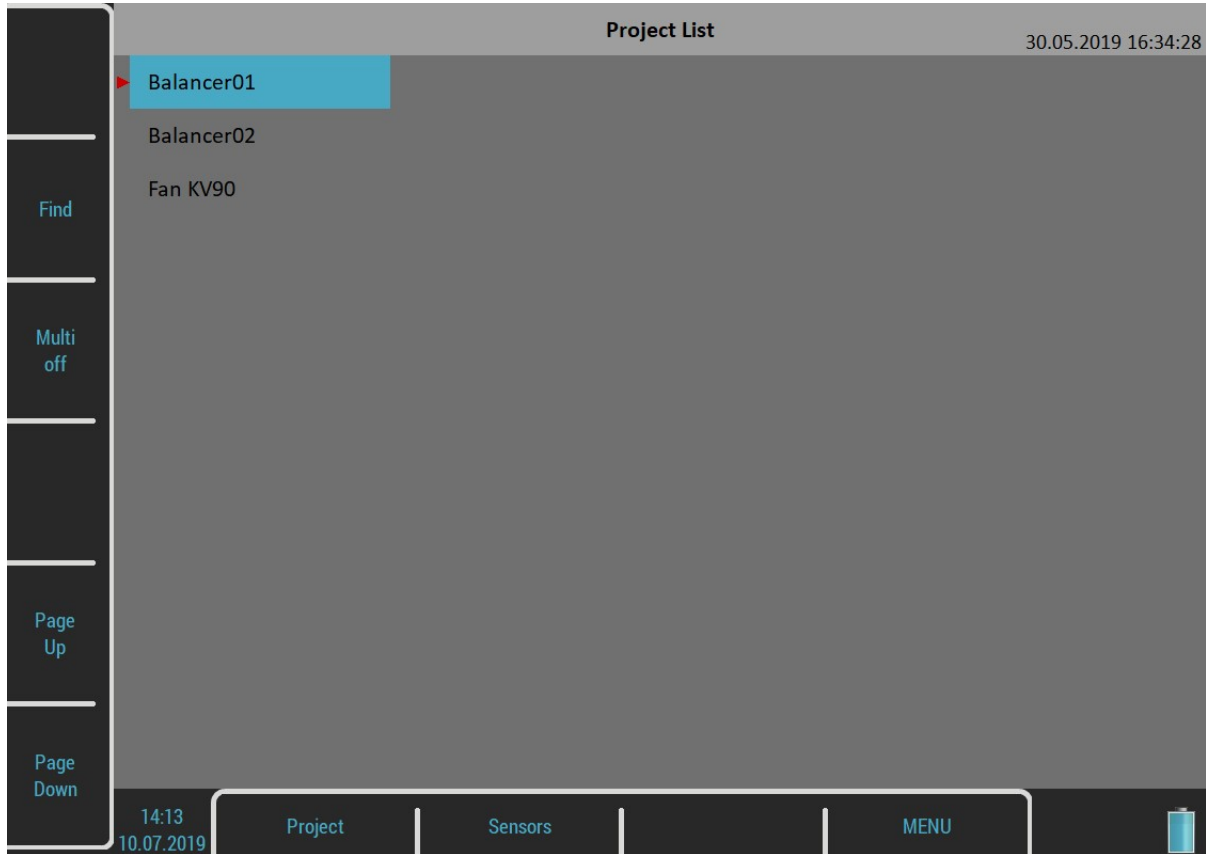 Project List
30.05.2019 16:34:28
Balancer01
Balancer02
Fan KV90
Find
Multi
off
Page
Up
Page
Down
14:13
10.07.2019
Project
Sensors
MENU